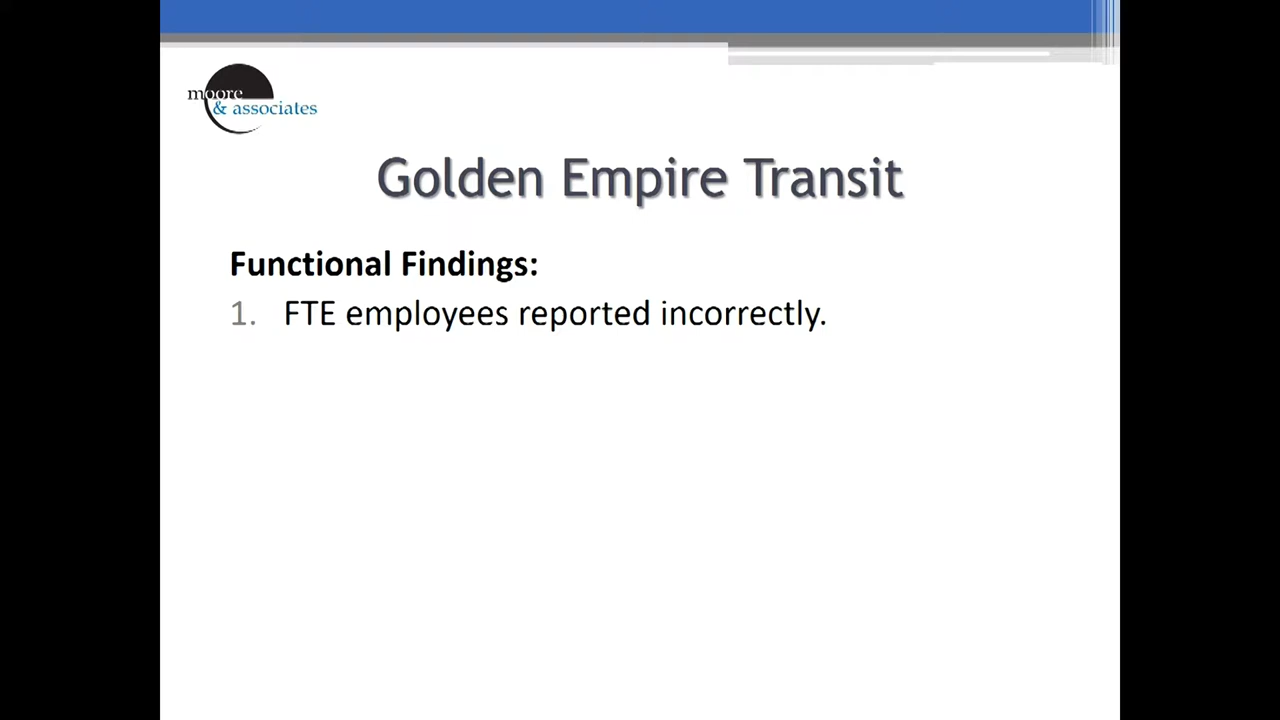 moore
& associates
Golden Empire Transit
Functional Findings:
1. FTE employees reported incorrectly.